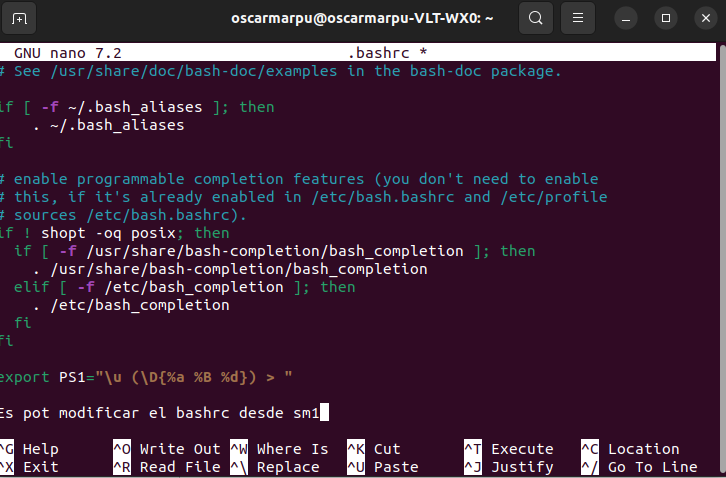 oscarmarpu@oscarmarpu-VLT-WX0: ~
GNU nano 7.2 .bashrc *
# See /usr/share/doc/bash-doc/examples in the bash-doc package.
if [ -f ~/.bash_aliases ]; then
. ~/.bash_aliases
fi
# enable programmable completion features (you don't need to enable
# this, if it's already enabled in /etc/bash.bashrc and /etc/profile
# sources /etc/bash.bashrc).
if ! shopt -oq posix; then
if [ -f /usr/share/bash-completion/bash_completion ]; then
. /usr/share/bash-completion/bash_completion
elif [ -f /etc/bash_completion ]; then
. /etc/bash_completion
fi
fi
export PS1="\u (\D{%a %B %d}) > "
Es pot modificar el bashrc desde sm1
^G Help ^O Write Out ^W Where Is ^K Cut ^T Execute ^C Location
^X Exit ^R Read File ^\ Replace ^U Paste ^J Justify ^/ Go To Line